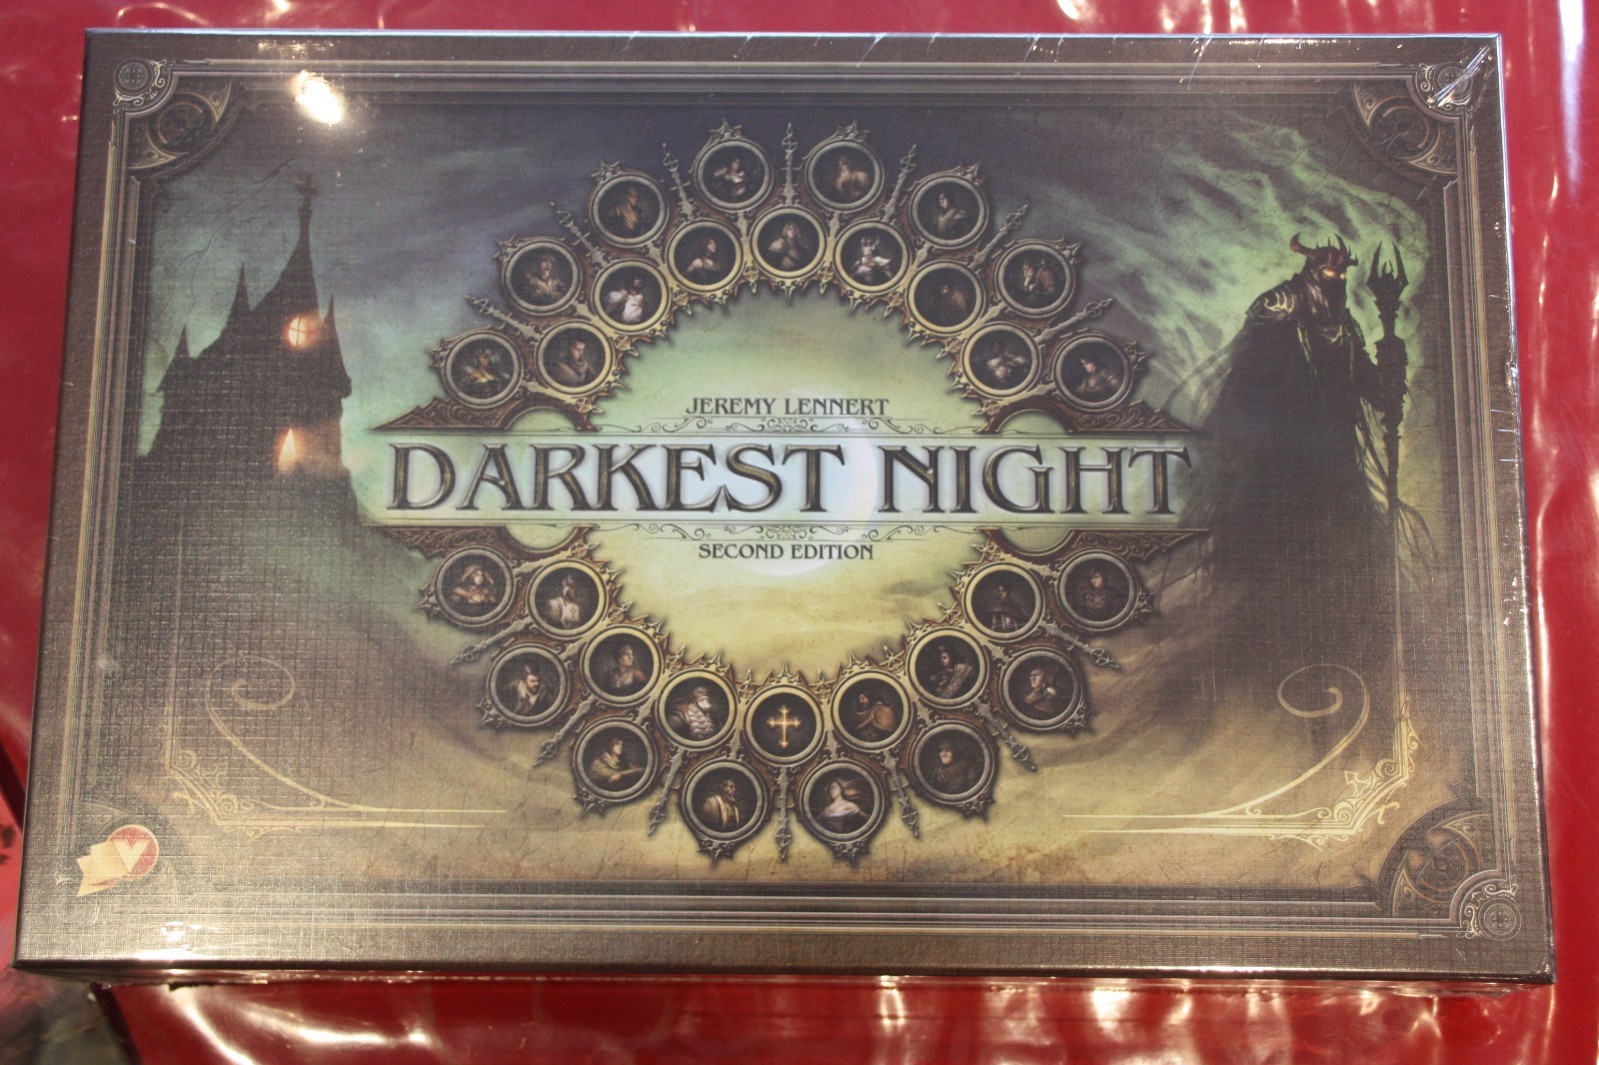 JEREMY LENNERT
DARKEST NIGHT
SECOND EDITION